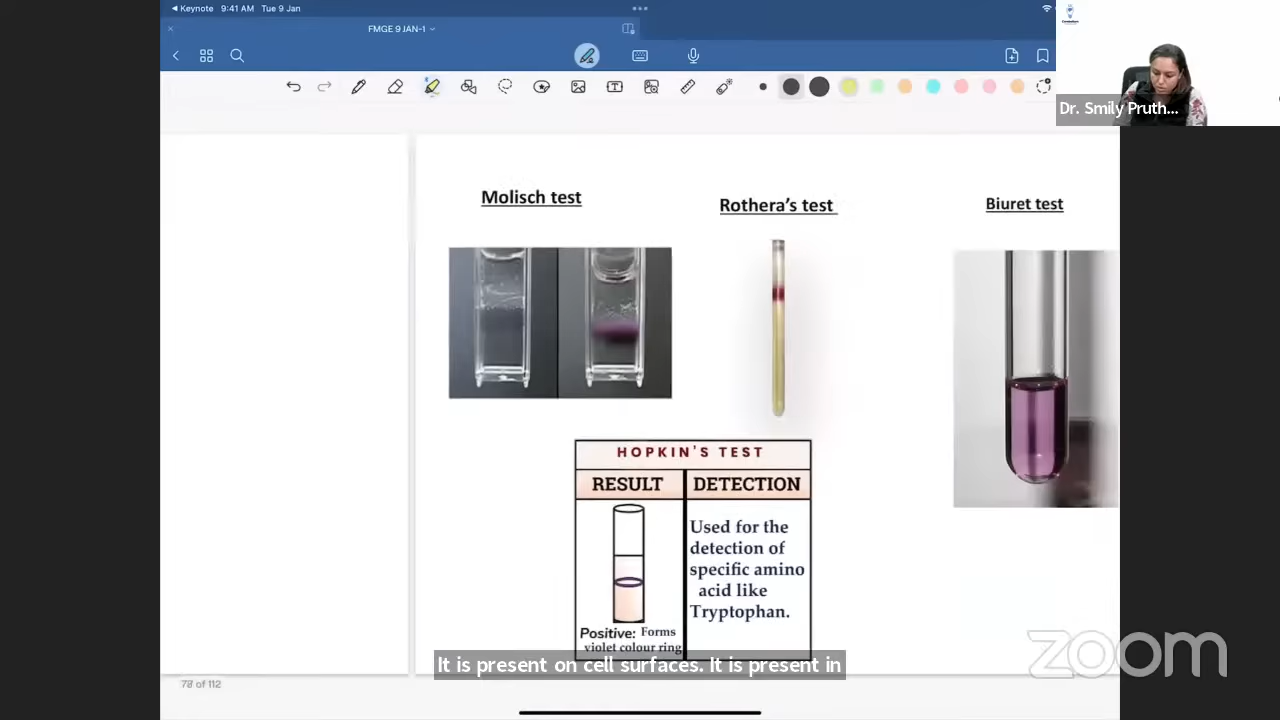 Keynote 9:41 AM Tue 9 Jan
FMGE 9 JAN-1
Dr. Smily Pruth...
Molisch test
Rothera's test
Biuret test
HOPKIN'S TEST
RESULT
DETECTION
Used for the
detection of
specific amino
acid like
Tryptophan.
Positive: Forms
violet colour ring
It is present on cell surfaces. It is present in
zoom
78 of 112